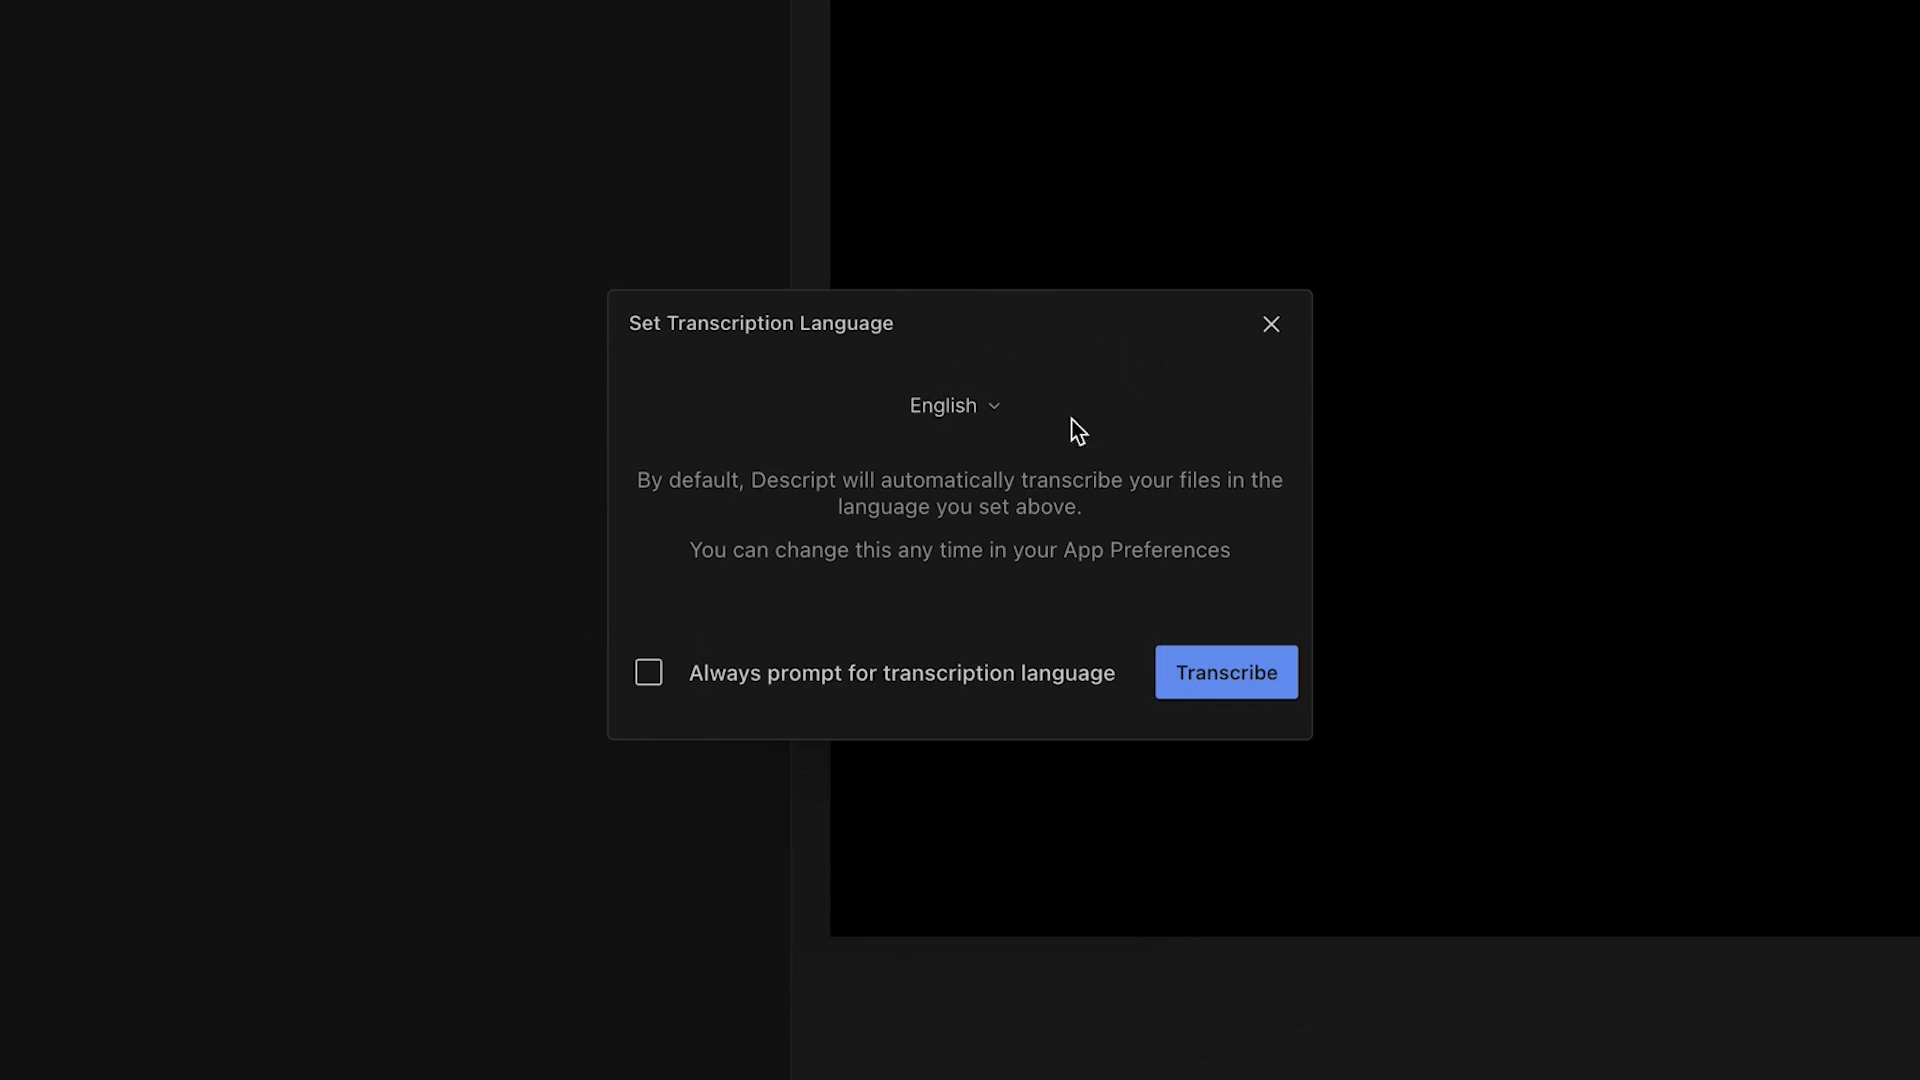 Set Transcription Language
English
By default, Descript will automatically transcribe your files in the
language you set above.
You can change this any time in your App Preferences
Always prompt for transcription language
Transcribe